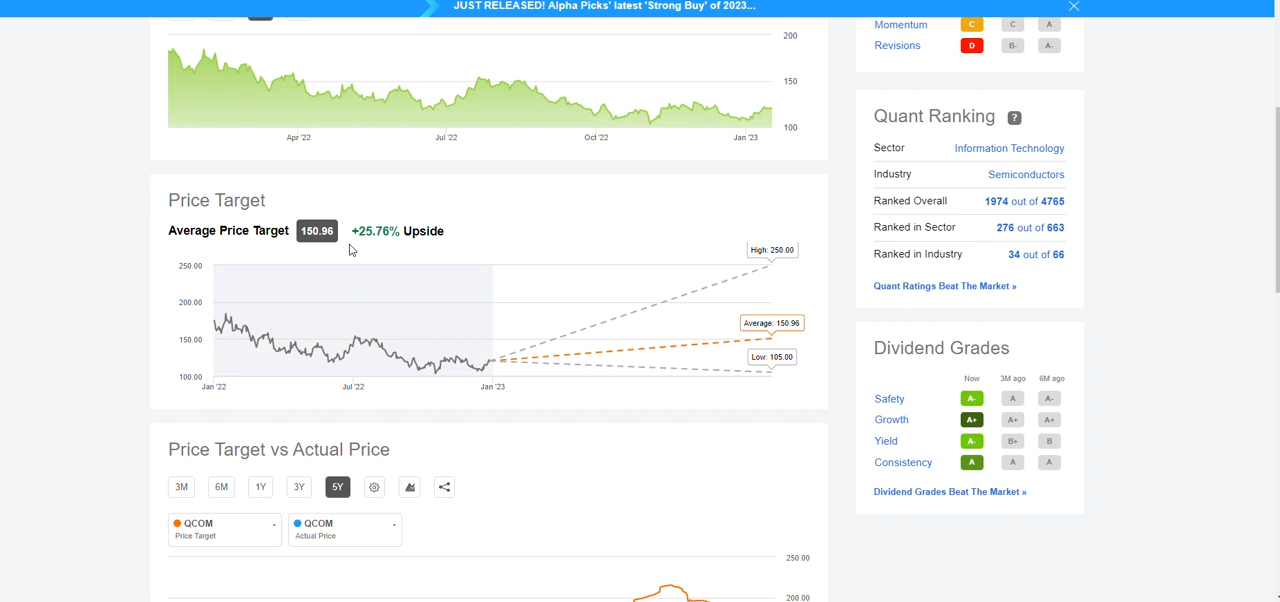 JUST RELEASED! Alpha Picks' latest 'Strong Buy' of 2023...
200
150
100
Apr '22 Jul '22 Oct '22 Jan '23
Price Target
Average Price Target 150.96 +25.76% Upside
250.00
200.00
150.00
100.00
High: 250.00
Average: 150.96
Low: 105.00
Jan '22 Jul '22 Jan '23
Price Target vs Actual Price
3M 6M 1Y 3Y 5Y
QCOM - QCOM -
Price Target Actual Price
250.00
200.00
Momentum C C A
Revisions D B- A-
Quant Ranking ?
Sector Information Technology
Industry Semiconductors
Ranked Overall 1974 out of 4765
Ranked in Sector 276 out of 663
Ranked in Industry 34 out of 66
Quant Ratings Beat The Market »
Dividend Grades
Now 3M ago 6M ago
Safety A- A A-
Growth A+ A+ A+
Yield A- B+ B
Consistency A A A
Dividend Grades Beat The Market »